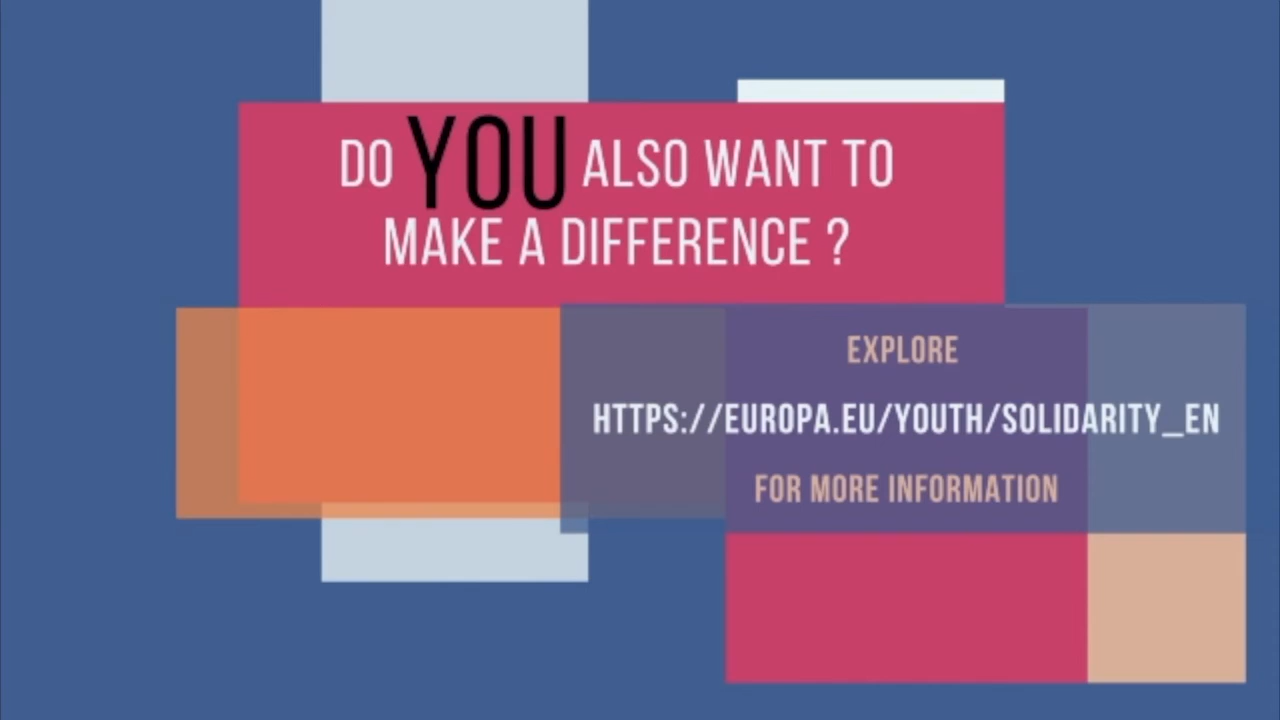 DO YOU ALSO WANT TO
MAKE A DIFFERENCE ?
EXPLORE
HTTPS://EUROPA.EU/YOUTH/SOLIDARITY_EN
FOR MORE INFORMATION